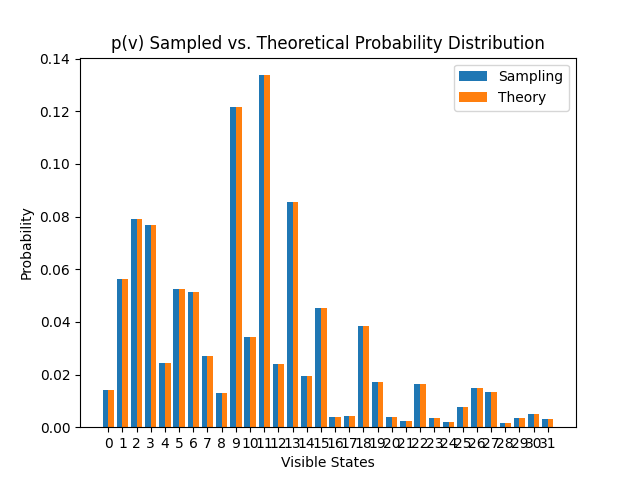 p(v) Sampled vs. Theoretical Probability Distribution
Sampling
Theory
0.14
0.12
0.10
0.08
0.06
0.04
0.02
0.00
Probability
0 1 2 3 4 5 6 7 8 9 10 11 12 13 14 15 16 17 18 19 20 21 22 23 24 25 26 27 28 29 30 31
Visible States